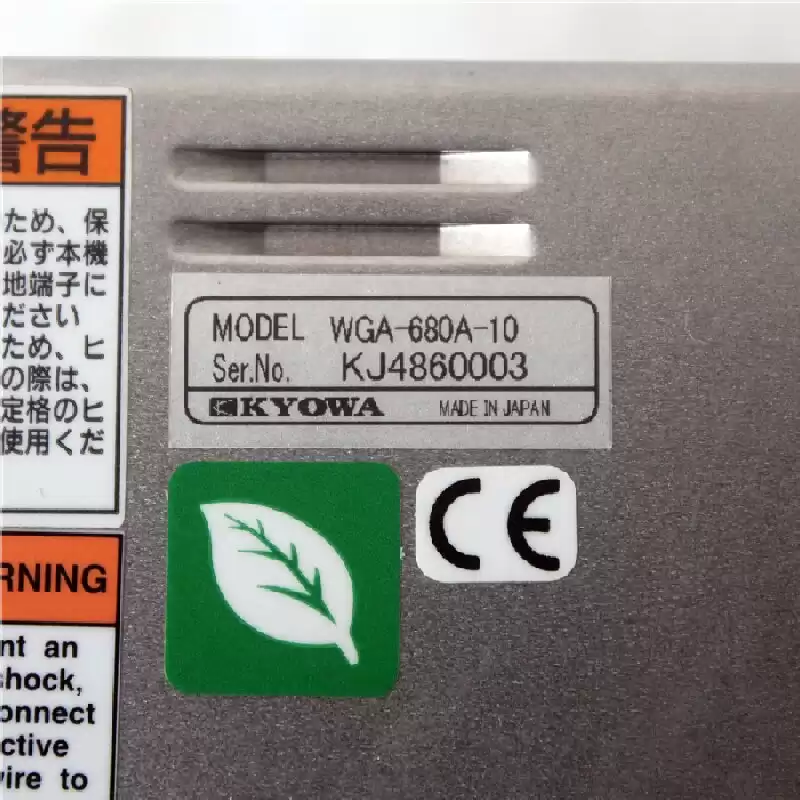 警告
ため、保
必ず本機
地端子に
ださい
ため、ヒ
の際は、
定格のヒ
使用くだ
MODEL WGA-680A-10
Ser.No. KJ4860003
KYOWA MADE IN JAPAN
CE
RNING
nt an
shock,
onnect
ctive
wire to